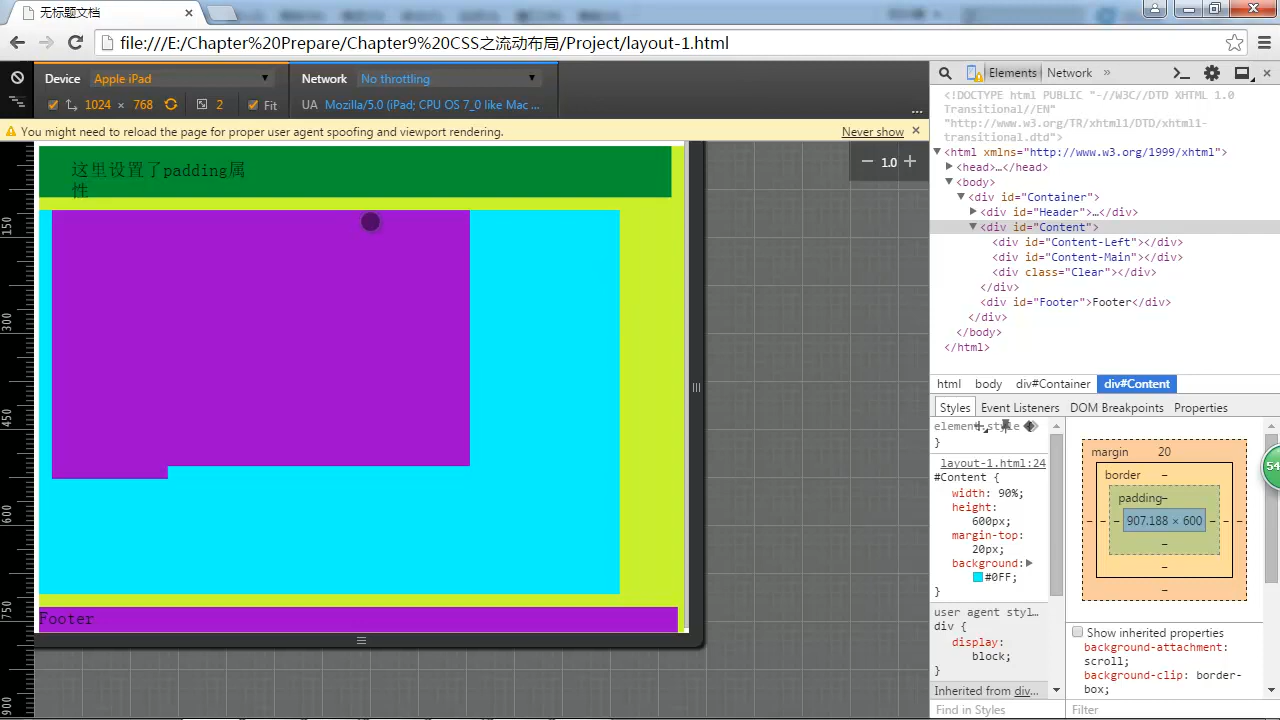 无标题文档
file:///E:/Chapter%20Prepare/Chapter9%20CSS之流动布局/Project/layout-1.html
Device Apple iPad
Network No throttling
1024 × 768 2 Fit
UA Mozilla/5.0 (iPad; CPU OS 7_0 like Mac ...
Elements Network »
You might need to reload the page for proper user agent spoofing and viewport rendering. Never show
这里设置了padding属
性
1.0
150
300
450
600
750
900
Footer
<!DOCTYPE html PUBLIC "-//W3C//DTD XHTML 1.0
Transitional//EN"
"http://www.w3.org/TR/xhtml1/DTD/xhtml1-
transitional.dtd">
<html xmlns="http://www.w3.org/1999/xhtml">
<head>…</head>
<body>
<div id="Container">
<div id="Header">…</div>
<div id="Content">
<div id="Content-Left"></div>
<div id="Content-Main"></div>
<div class="Clear"></div>
</div>
<div id="Footer">Footer</div>
</div>
</body>
</html>
html body div#Container div#Content
Styles Event Listeners DOM Breakpoints Properties
element.style {
}
layout-1.html:24
#Content {
width: 90%;
height:
600px;
margin-top:
20px;
background:
#0FF;
}
user agent styl…
div {
display:
block;
}
Inherited from div…
Find in Styles
margin 20
border –
padding–
907.188 × 600
–
–
–
54
Show inherited properties
background-attachment:
scroll;
background-clip: border-
box;
Filter